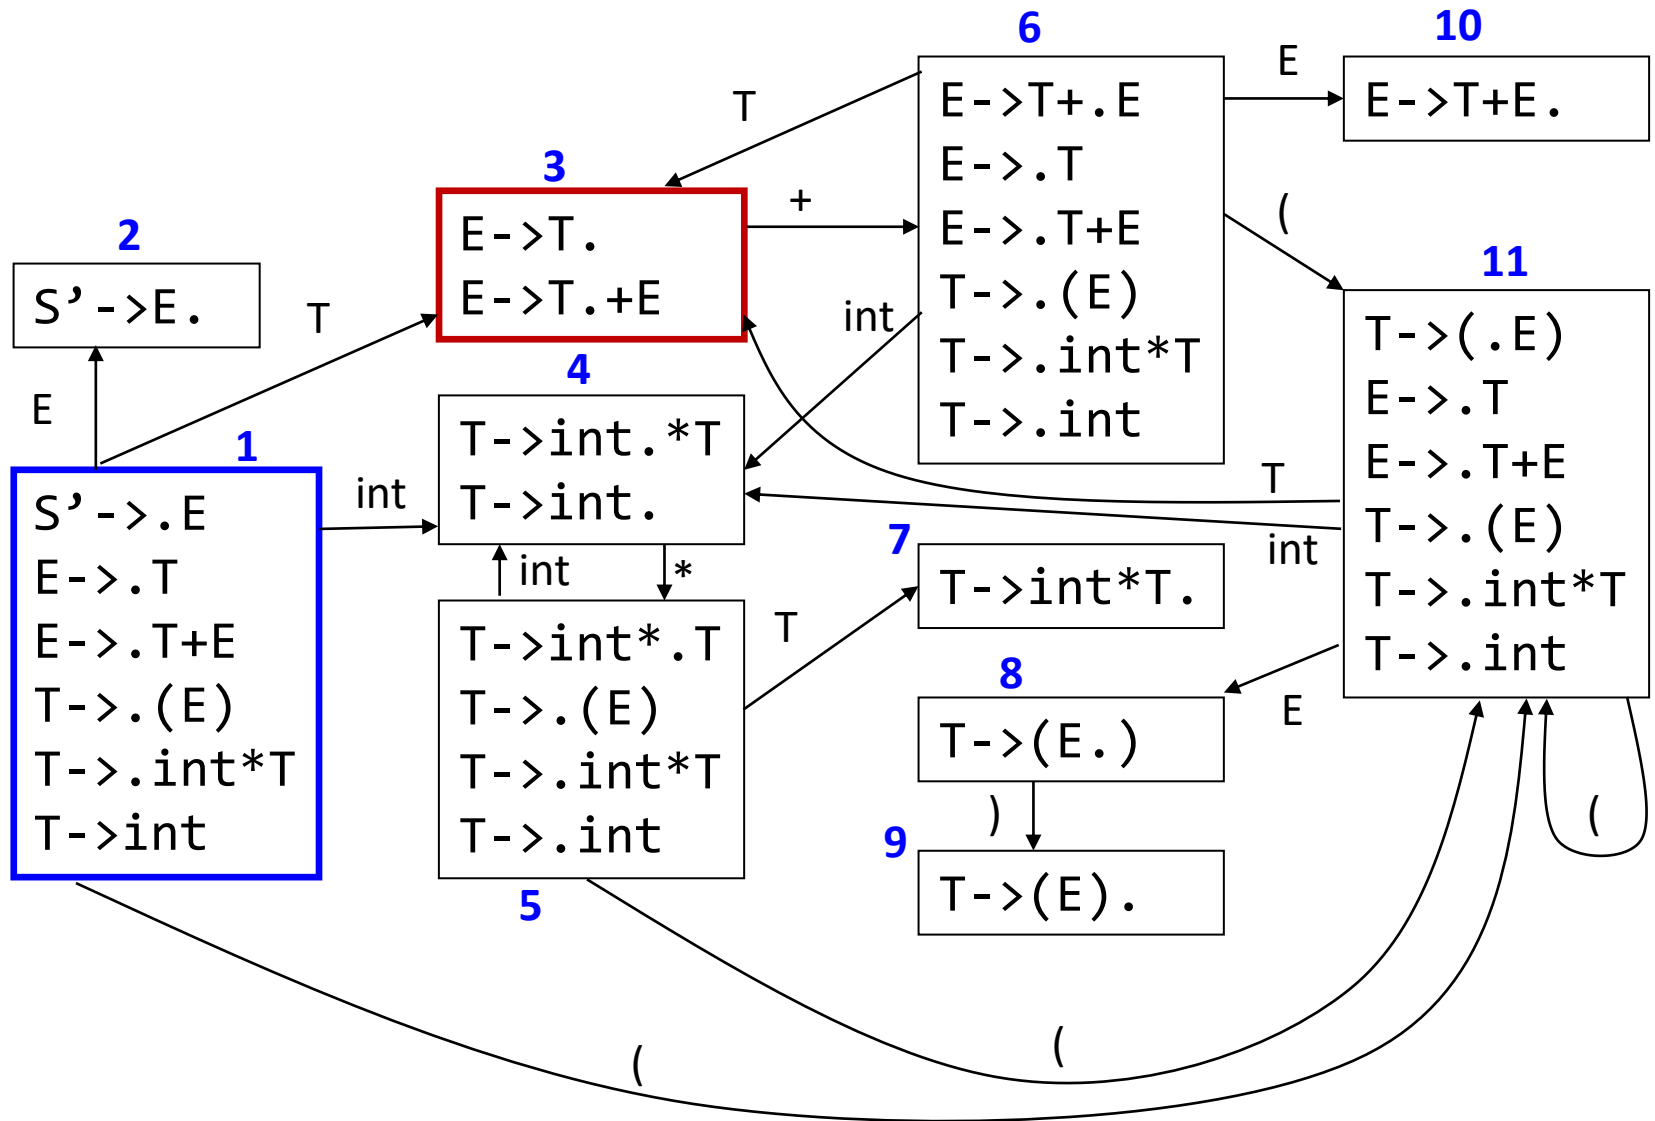 6
10
E->T+.E
E->.T
E->.T+E
T->.(E)
T->.int*T
T->.int
E
E->T+E.
T
3
E->T.
E->T.+E
+
(
2
S’->E.
T
int
11
T->(.E)
E->.T
E->.T+E
T->.(E)
T->.int*T
T->.int
4
T->int.*T
T->int.
E
1
S’->.E
E->.T
E->.T+E
T->.(E)
T->.int*T
T->int
int
T
int
7
T->int*T.
int
*
T->int*.T
T->.(E)
T->.int*T
T->.int
5
T
8
T->(E.)
E
)
9
T->(E).
(
(
(